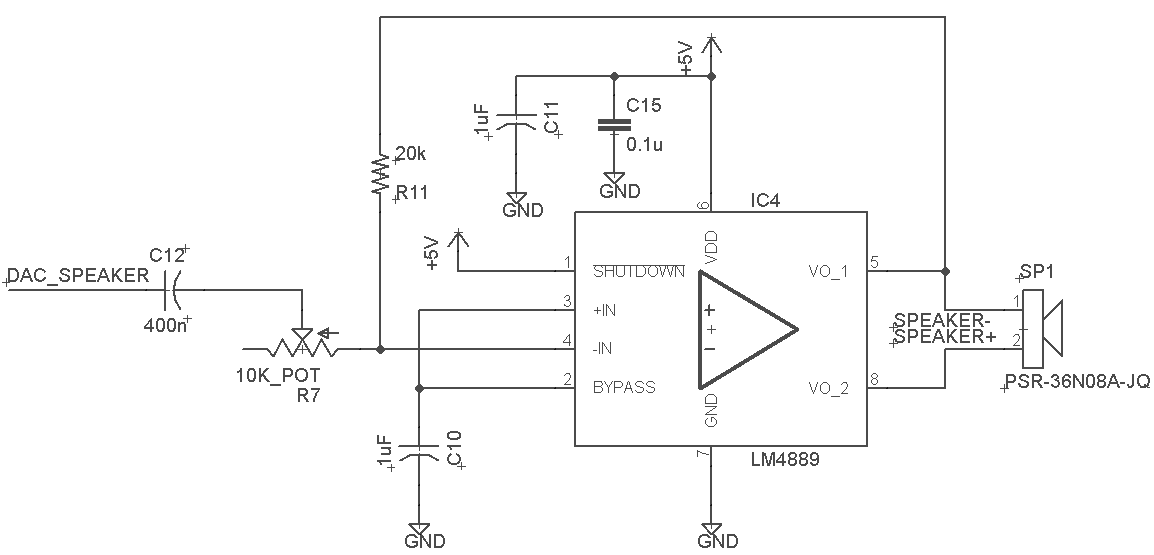 +5V
1uF
C11
C15
0.1u
GND
GND
20k
R11
6
IC4
+5V
1
SHUTDOWN
VDD
VO_1
5
DAC_SPEAKER
C12
400n
3
+IN
SP1
1
SPEAKER-
SPEAKER+
2
4
-IN
10K_POT
R7
2
BYPASS
VO_2
8
PSR-36N08A-JQ
GND
1uF
C10
7
LM4889
GND
GND